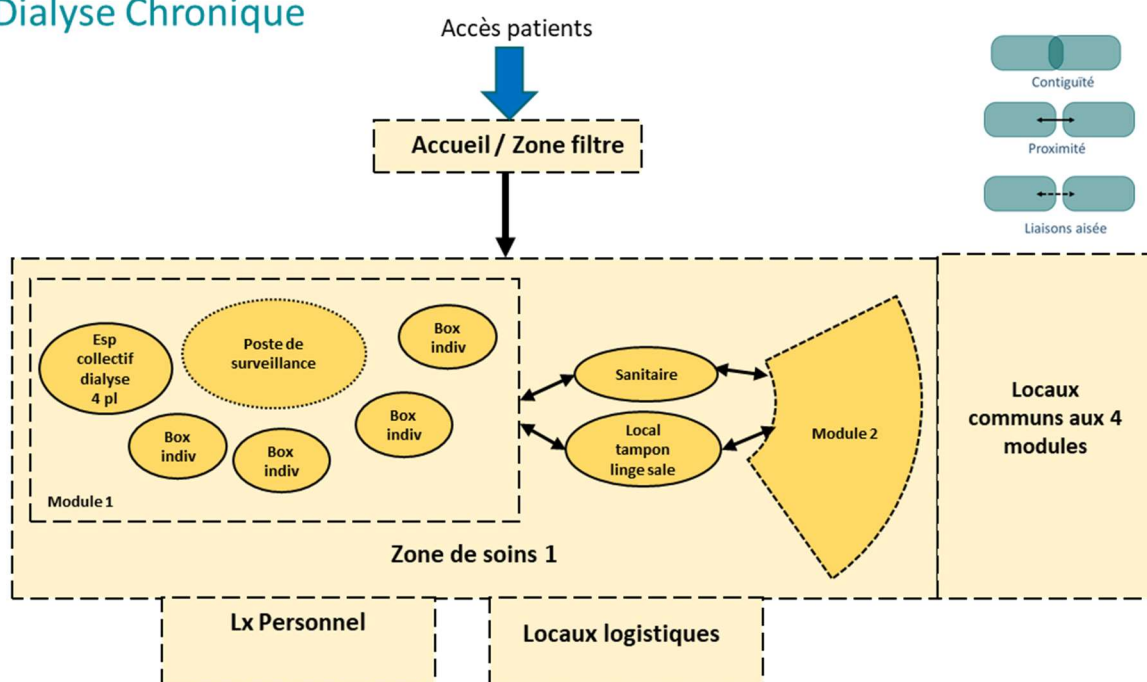 Dialyse Chronique
Accès patients
Accueil / Zone filtre
Contiguïté
Proximité
Liaisons aisée
Esp
collectif
dialyse
4 pl
Poste de
surveillance
Box
indiv
Box
indiv
Box
indiv
Box
indiv
Module 1
Sanitaire
Local
tampon
linge sale
Module 2
Zone de soins 1
Locaux
communs aux 4
modules
Lx Personnel
Locaux logistiques